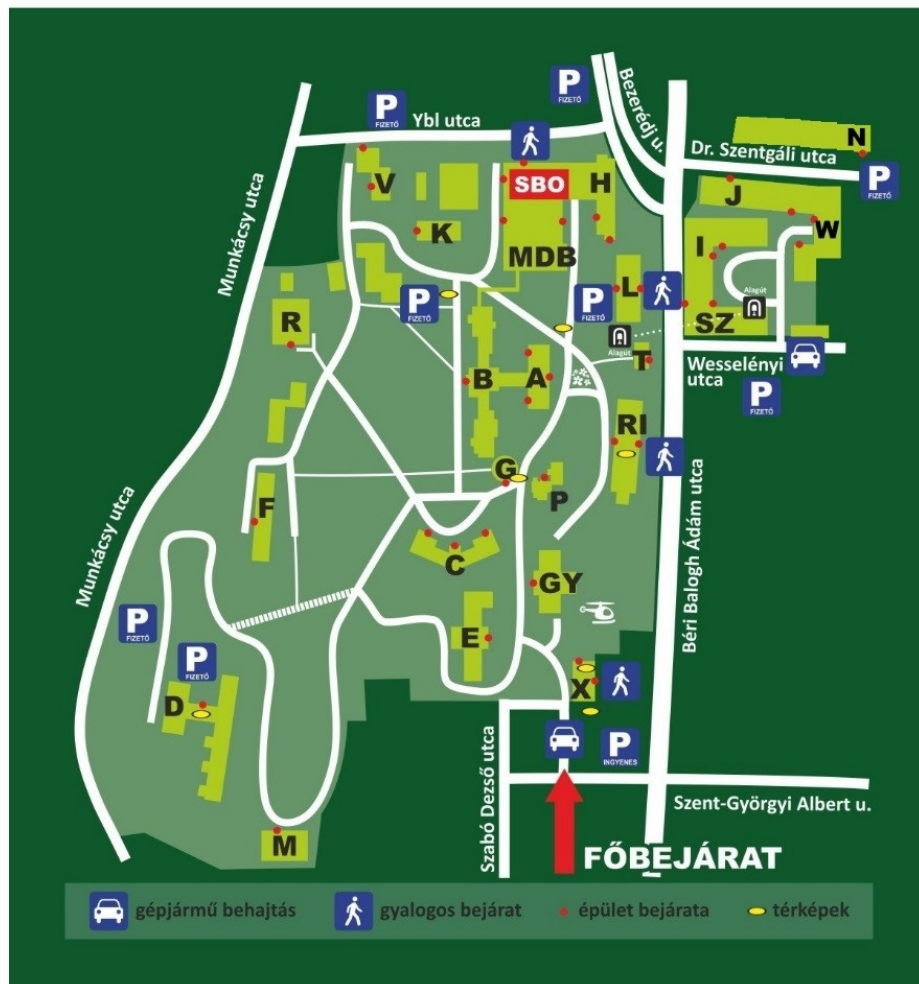 P
FIZETŐ
Ybl utca
P
FIZETŐ
Bezerédj u.
N
Dr. Szentgáli utca
P
FIZETŐ
V
SBO
H
J
W
K
MDB
I
Munkácsy utca
L
Alagút
R
P
FIZETŐ
P
FIZETŐ
SZ
Alagút
T
Wesselényi
utca
P
FIZETŐ
B
A
RI
G
P
F
C
GY
Munkácsy utca
Béri Balogh Ádám utca
E
P
FIZETŐ
P
FIZETŐ
X
D
P
INGYENES
Szabó Dezső utca
Szent-Györgyi Albert u.
M
FŐBEJÁRAT
gépjármű behajtás
gyalogos bejárat
épület bejárata
térképek